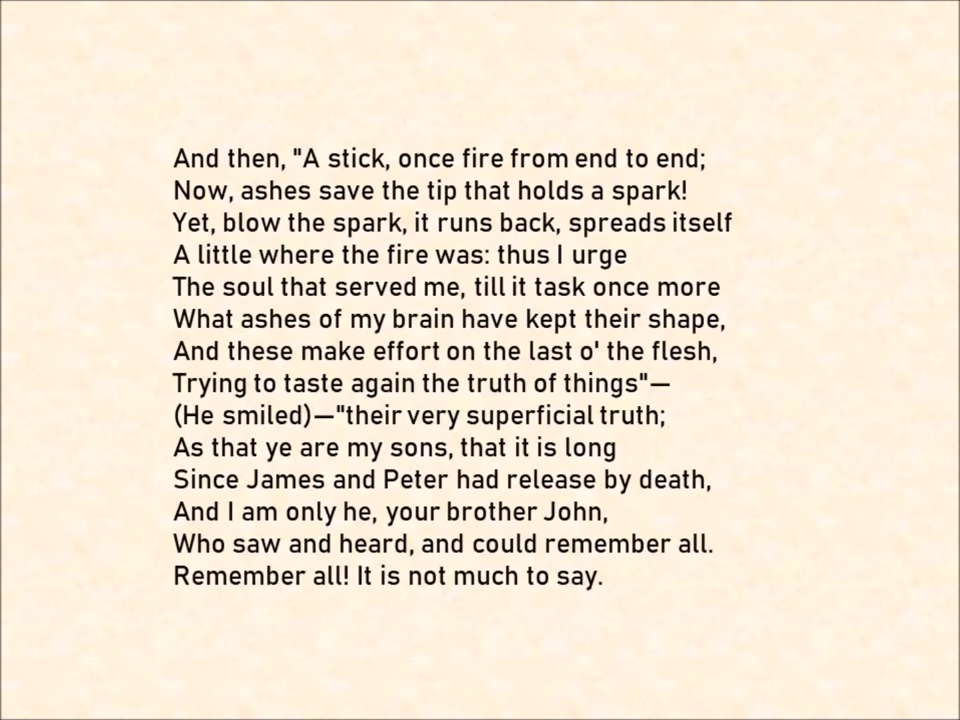 And then, "A stick, once fire from end to end;
Now, ashes save the tip that holds a spark!
Yet, blow the spark, it runs back, spreads itself
A little where the fire was: thus I urge
The soul that served me, till it task once more
What ashes of my brain have kept their shape,
And these make effort on the last o' the flesh,
Trying to taste again the truth of things"—
(He smiled)—"their very superficial truth;
As that ye are my sons, that it is long
Since James and Peter had release by death,
And I am only he, your brother John,
Who saw and heard, and could remember all.
Remember all! It is not much to say.